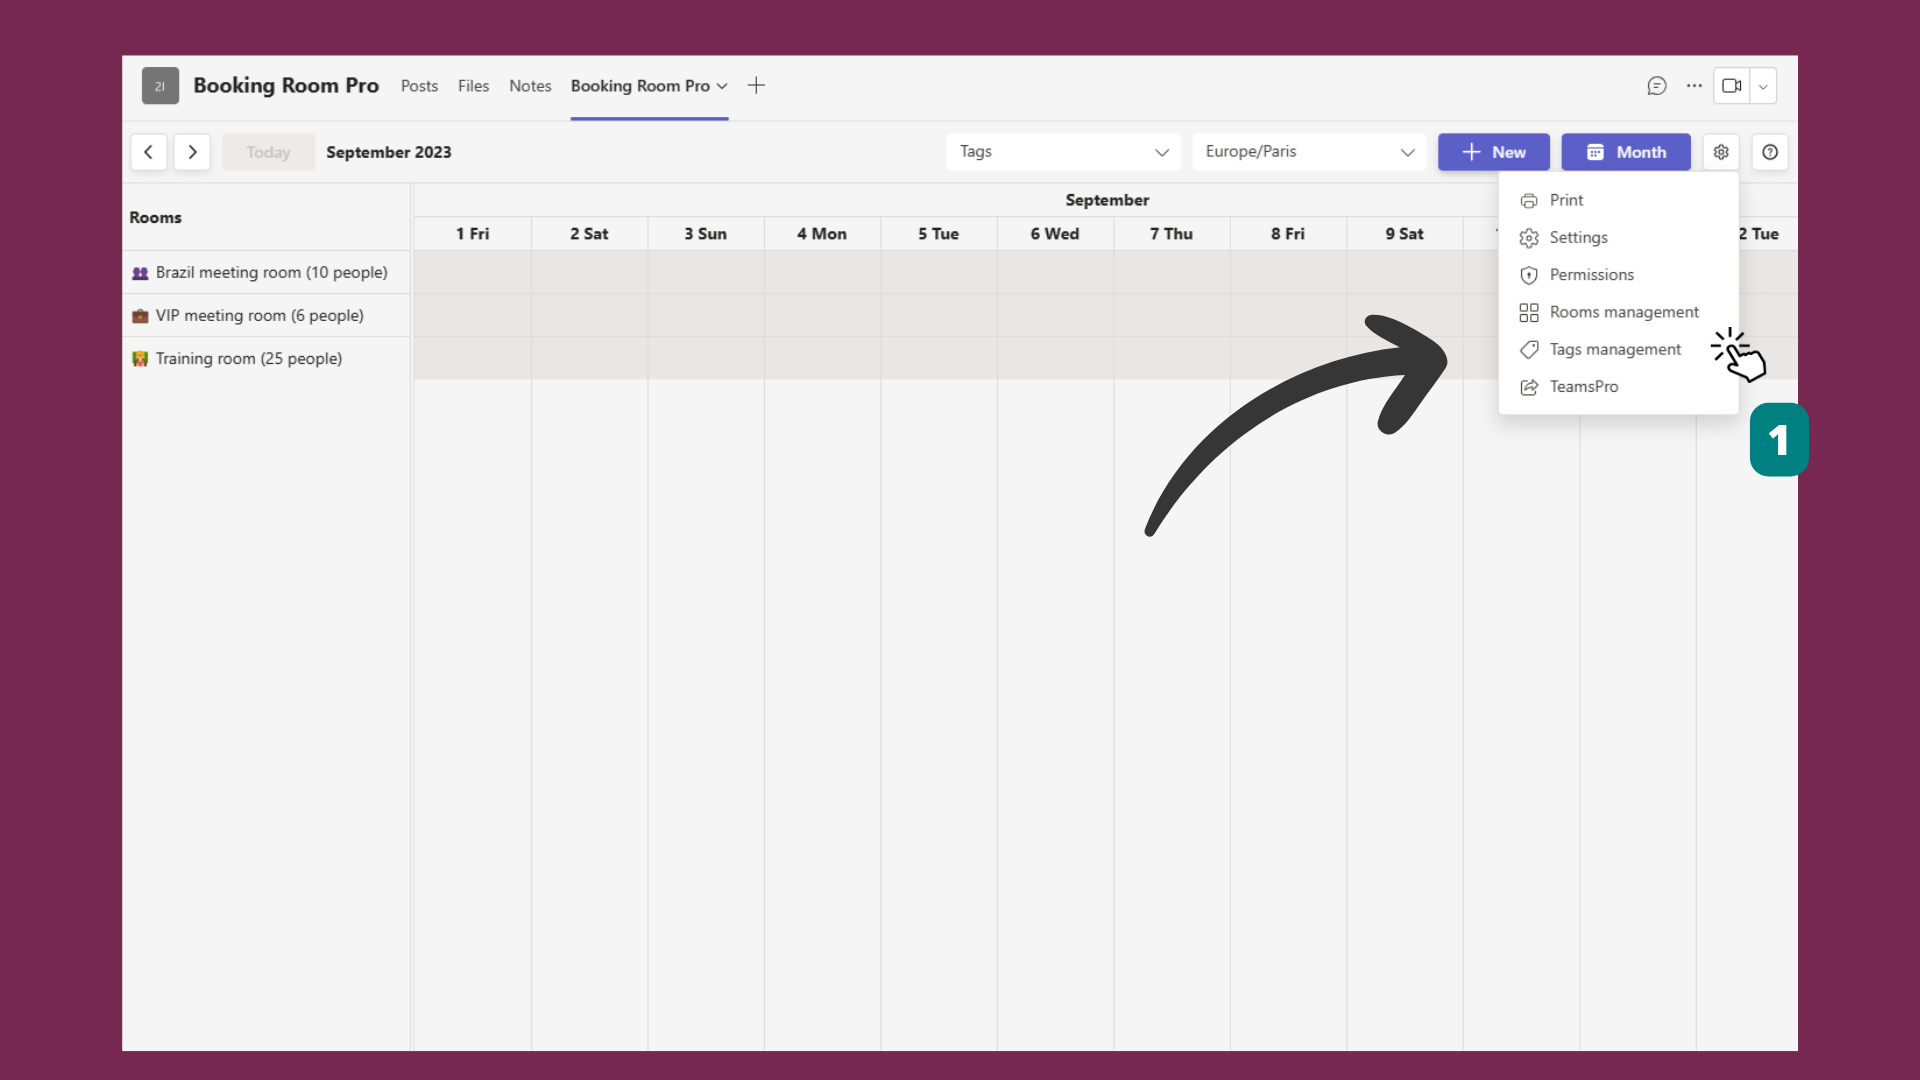 21 Booking Room Pro Posts Files Notes Booking Room Pro
Today September 2023 Tags Europe/Paris New Month
Rooms
September
1 Fri 2 Sat 3 Sun 4 Mon 5 Tue 6 Wed 7 Thu 8 Fri 9 Sat 2 Tue
Brazil meeting room (10 people)
VIP meeting room (6 people)
Training room (25 people)
Print
Settings
Permissions
Rooms management
Tags management
TeamsPro
1